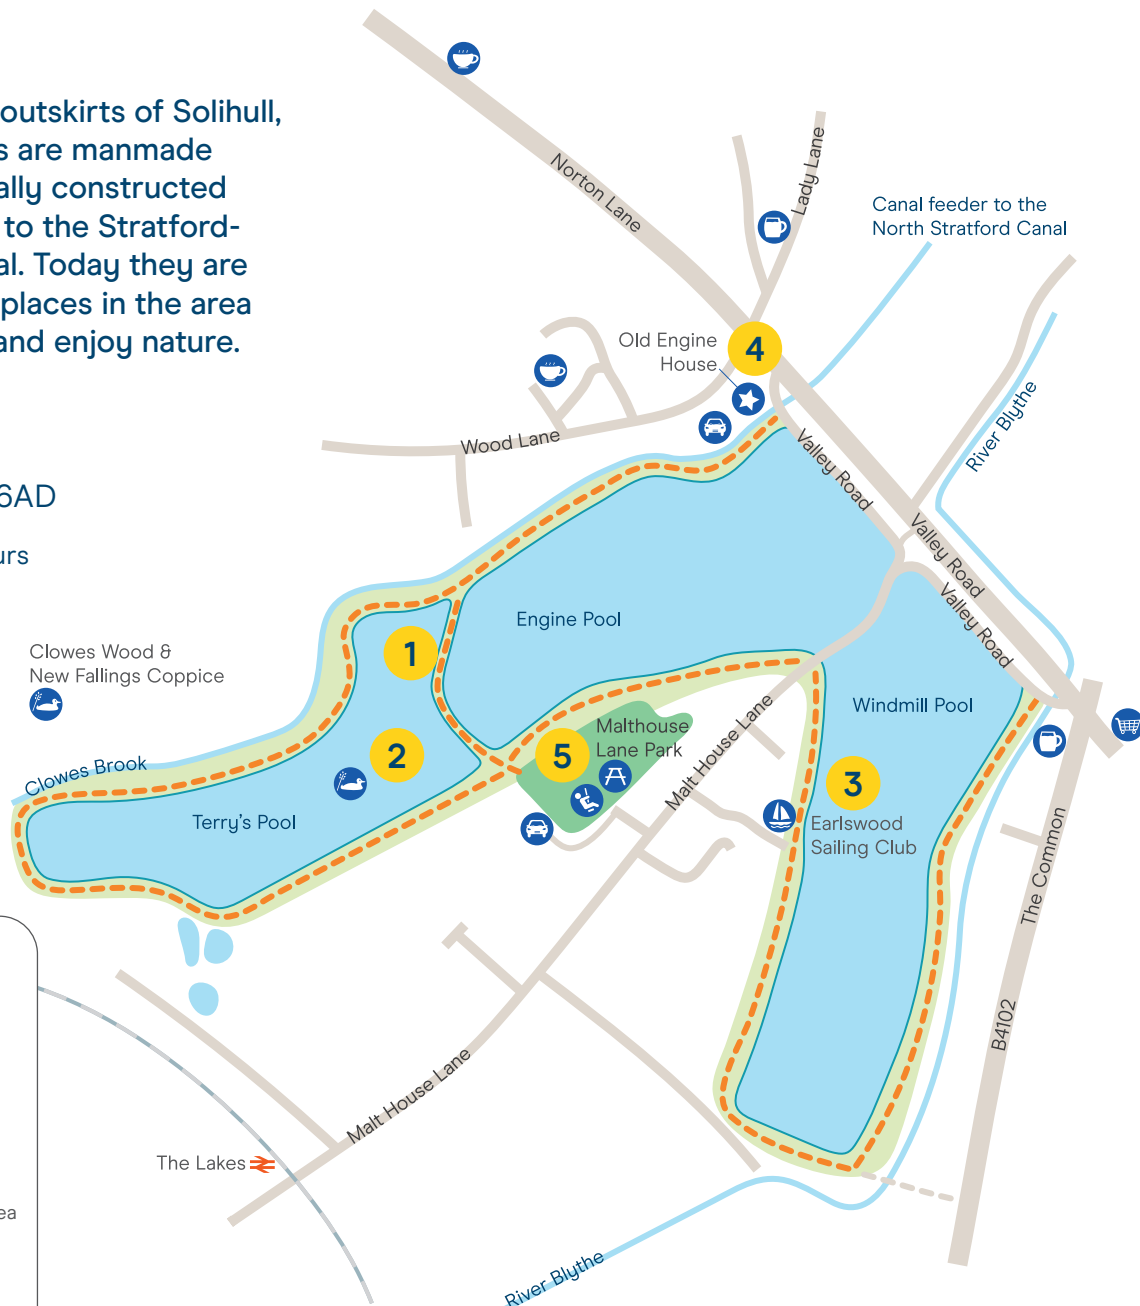 outskirts of Solihull,
s are manmade
ally constructed
to the Stratford-
al. Today they are
places in the area
and enjoy nature.
6AD
urs
Norton Lane
Lady Lane
Canal feeder to the
North Stratford Canal
Old Engine
House
4
River Blythe
Wood Lane
Valley Road
Valley Road
Valley Road
Engine Pool
1
Clowes Wood &
New Fallings Coppice
Windmill Pool
Malthouse
Lane Park
Malt House Lane
2
5
3
Clowes Brook
Terry's Pool
Earlswood
Sailing Club
The Common
B4102
Malt House Lane
The Lakes
ea
River Blythe